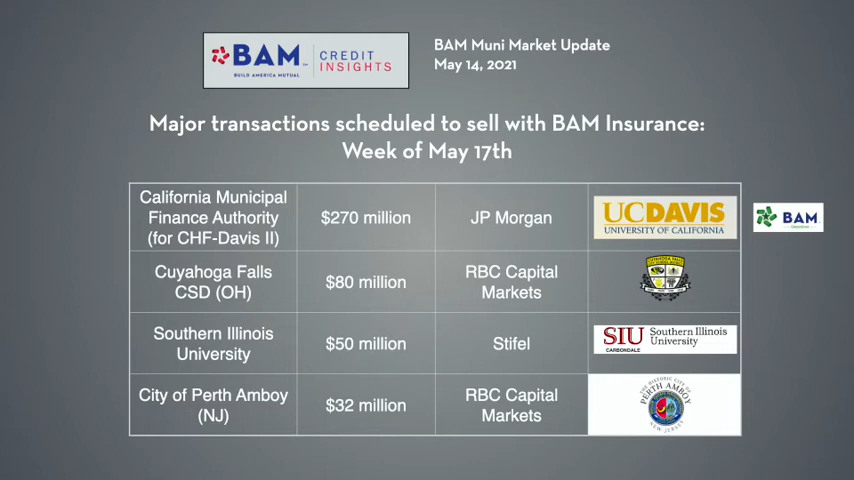 BAM
BUILD AMERICA MUTUAL
CREDIT
INSIGHTS
BAM Muni Market Update
May 14, 2021
Major transactions scheduled to sell with BAM Insurance:
Week of May 17th
California Municipal
Finance Authority
(for CHF-Davis II)
$270 million
JP Morgan
UCDAVIS
UNIVERSITY OF CALIFORNIA
BAM
Cuyahoga Falls
CSD (OH)
$80 million
RBC Capital
Markets
Southern Illinois
University
$50 million
Stifel
SIU Southern Illinois
University
CARBONDALE
City of Perth Amboy
(NJ)
$32 million
RBC Capital
Markets
THE HISTORIC CITY OF
PERTH AMBOY
NEW JERSEY